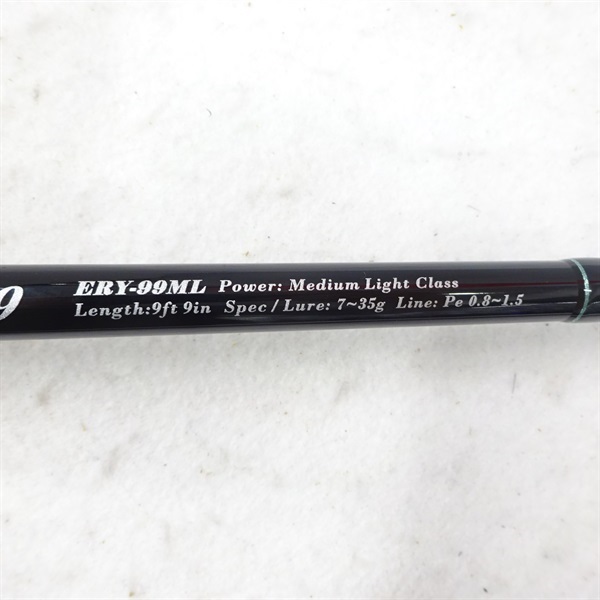 9
ERY-99ML Power: Medium Light Class
Length:9ft 9in Spec/Lure: 7~35g Line: Pe 0.8~1.5